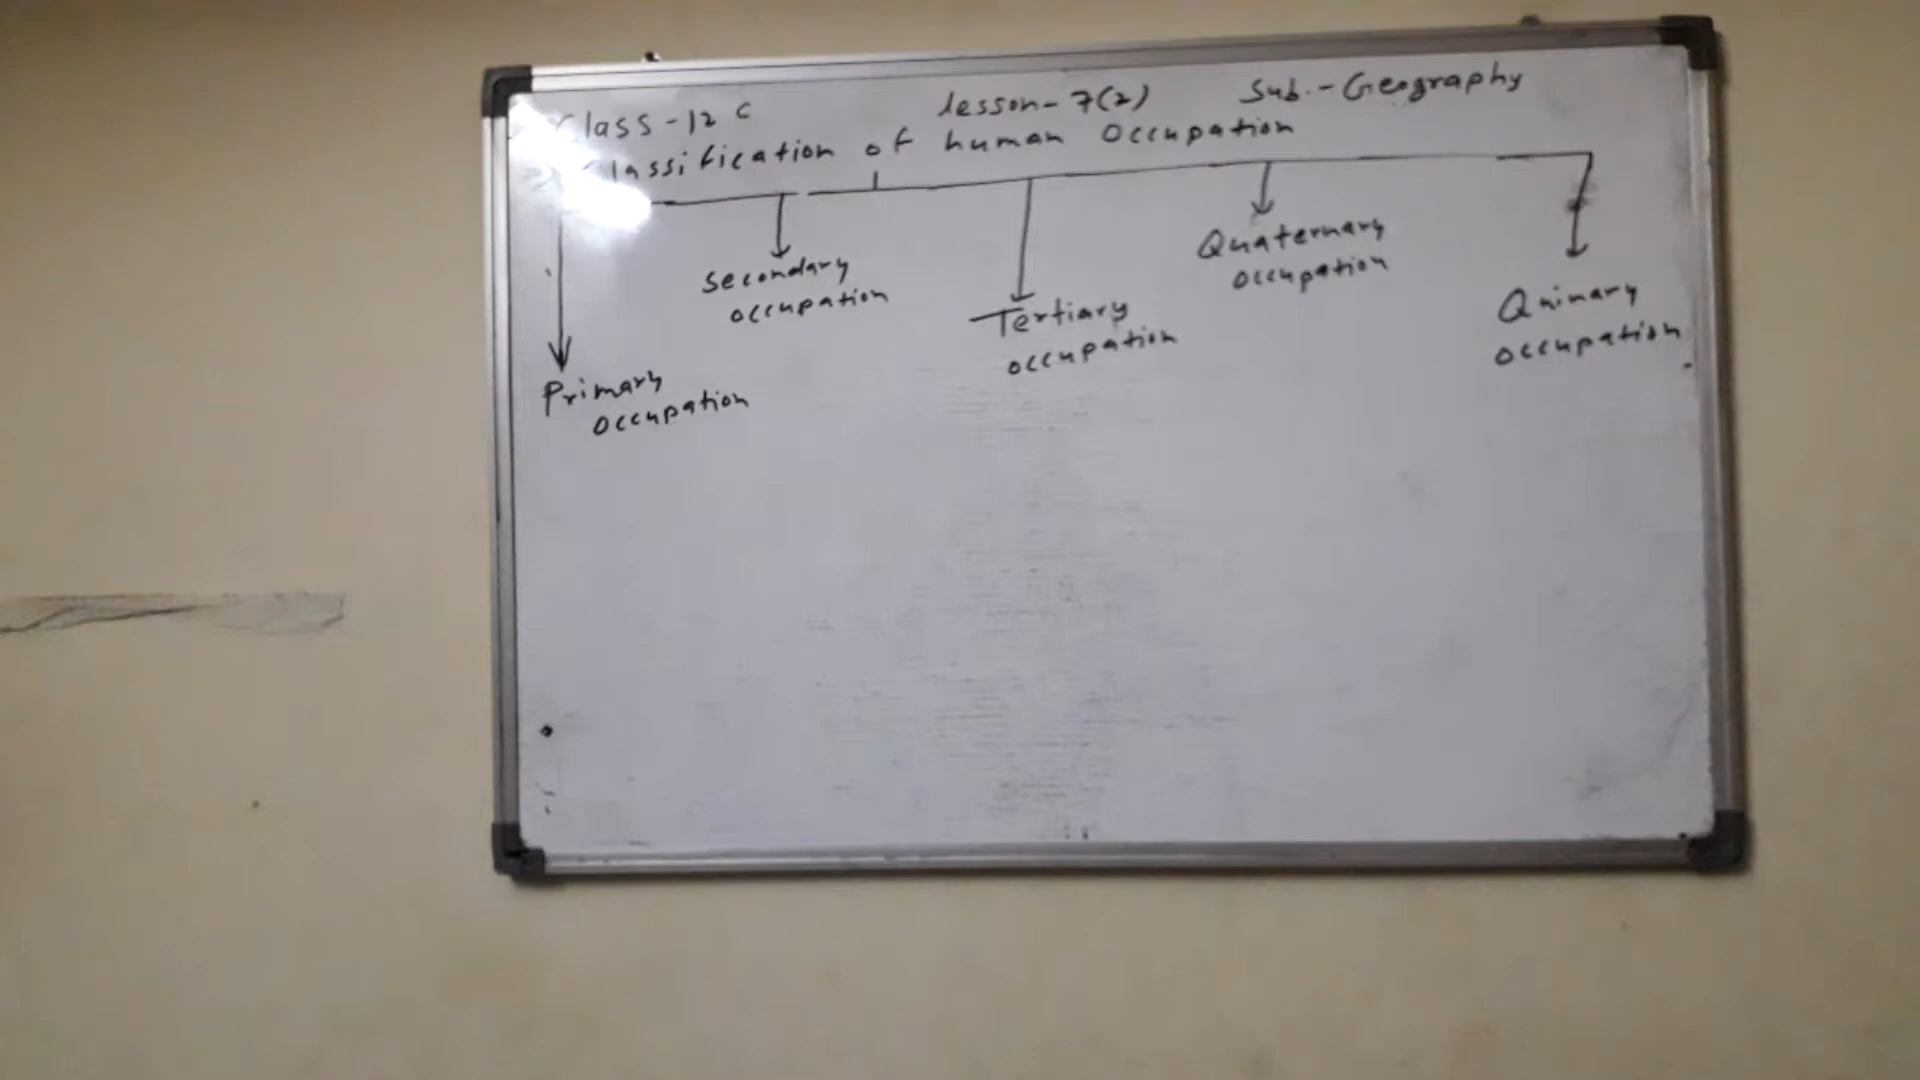 Class-12 C lesson-7(2) Sub.-Geography
Classification of human Occupation
Primary
occupation
Secondary
occupation
Tertiary
occupation
Quaternary
occupation
Quinary
occupation